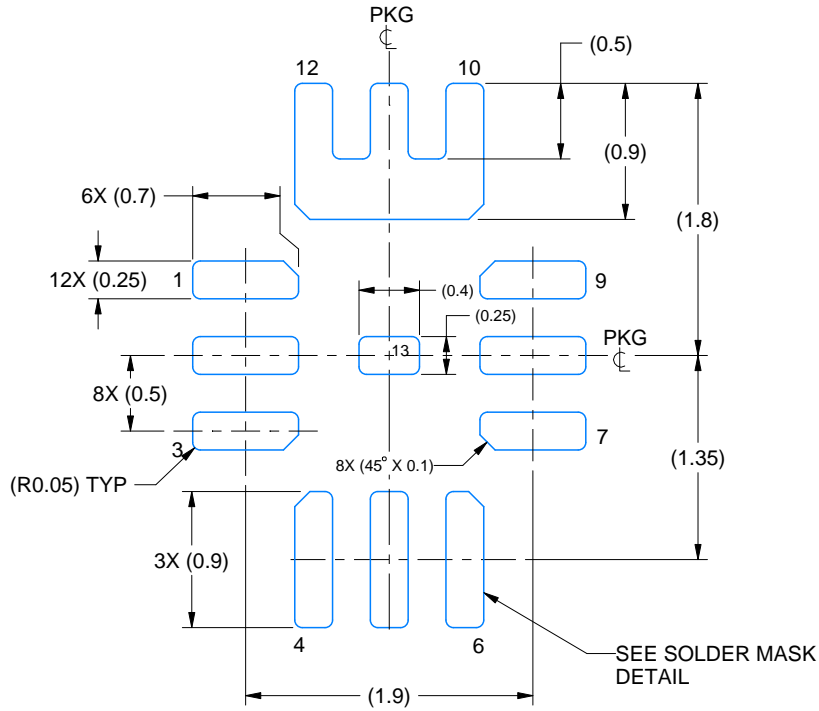 PKG
℄
12
10
(0.5)
(0.9)
6X (0.7)
(1.8)
12X (0.25)
1
9
(0.4)
(0.25)
13
PKG
℄
8X (0.5)
3
7
8X (45° X 0.1)
(R0.05) TYP
(1.35)
3X (0.9)
4
6
SEE SOLDER MASK
DETAIL
(1.9)